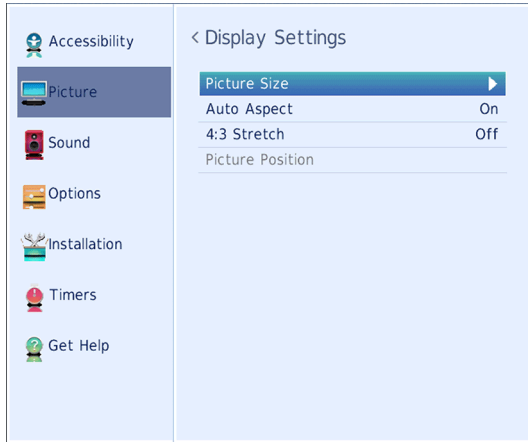 Accessibility
Picture
Sound
Options
Installation
Timers
Get Help
< Display Settings
Picture Size
Auto Aspect On
4:3 Stretch Off
Picture Position